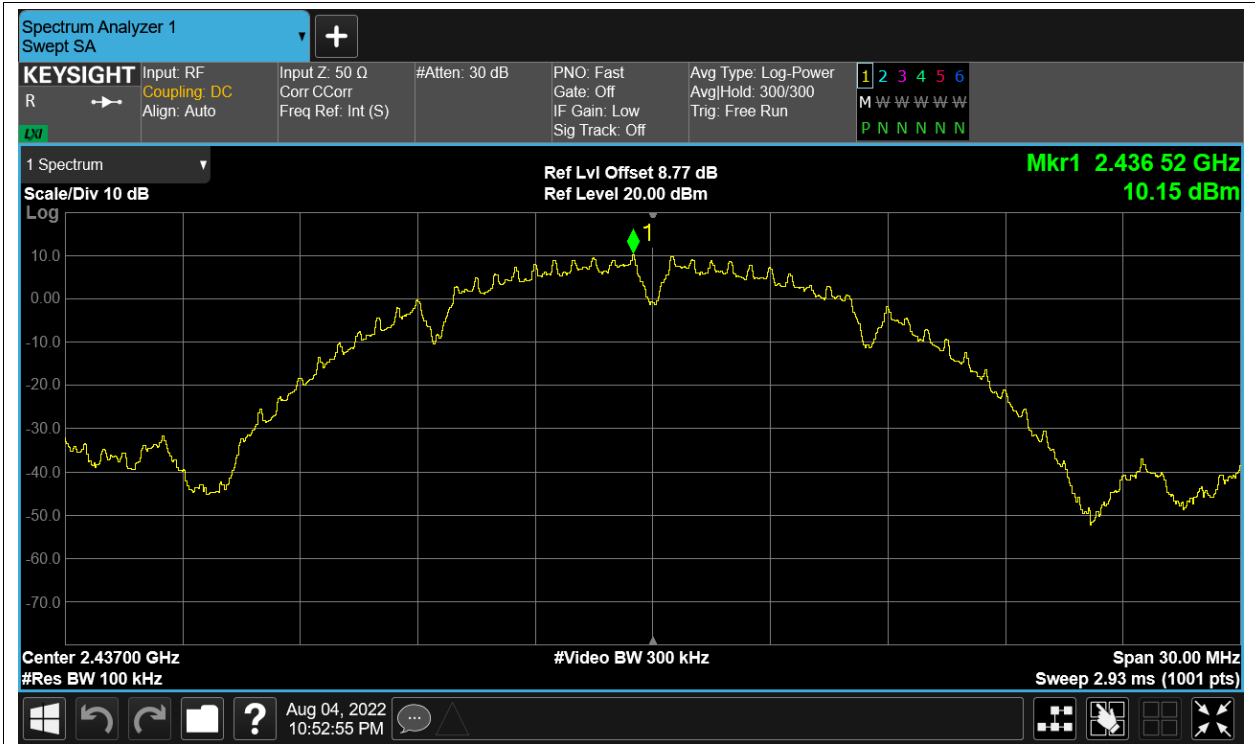 Spectrum Analyzer 1
Swept SA
KEYSIGHT
R
LXI
Input: RF
Coupling: DC
Align: Auto
Input Z: 50 Ω
Corr CCorr
Freq Ref: Int (S)
#Atten: 30 dB
PNO: Fast
Gate: Off
IF Gain: Low
Sig Track: Off
Avg Type: Log-Power
Avg|Hold: 300/300
Trig: Free Run
1 2 3 4 5 6
M W W W W W
P N N N N N
1 Spectrum
Scale/Div 10 dB
Log
Ref Lvl Offset 8.77 dB
Ref Level 20.00 dBm
Mkr1 2.436 52 GHz
10.15 dBm
1
10.0
0.00
-10.0
-20.0
-30.0
-40.0
-50.0
-60.0
-70.0
Center 2.43700 GHz
#Res BW 100 kHz
#Video BW 300 kHz
Span 30.00 MHz
Sweep 2.93 ms (1001 pts)
?
Aug 04, 2022
10:52:55 PM